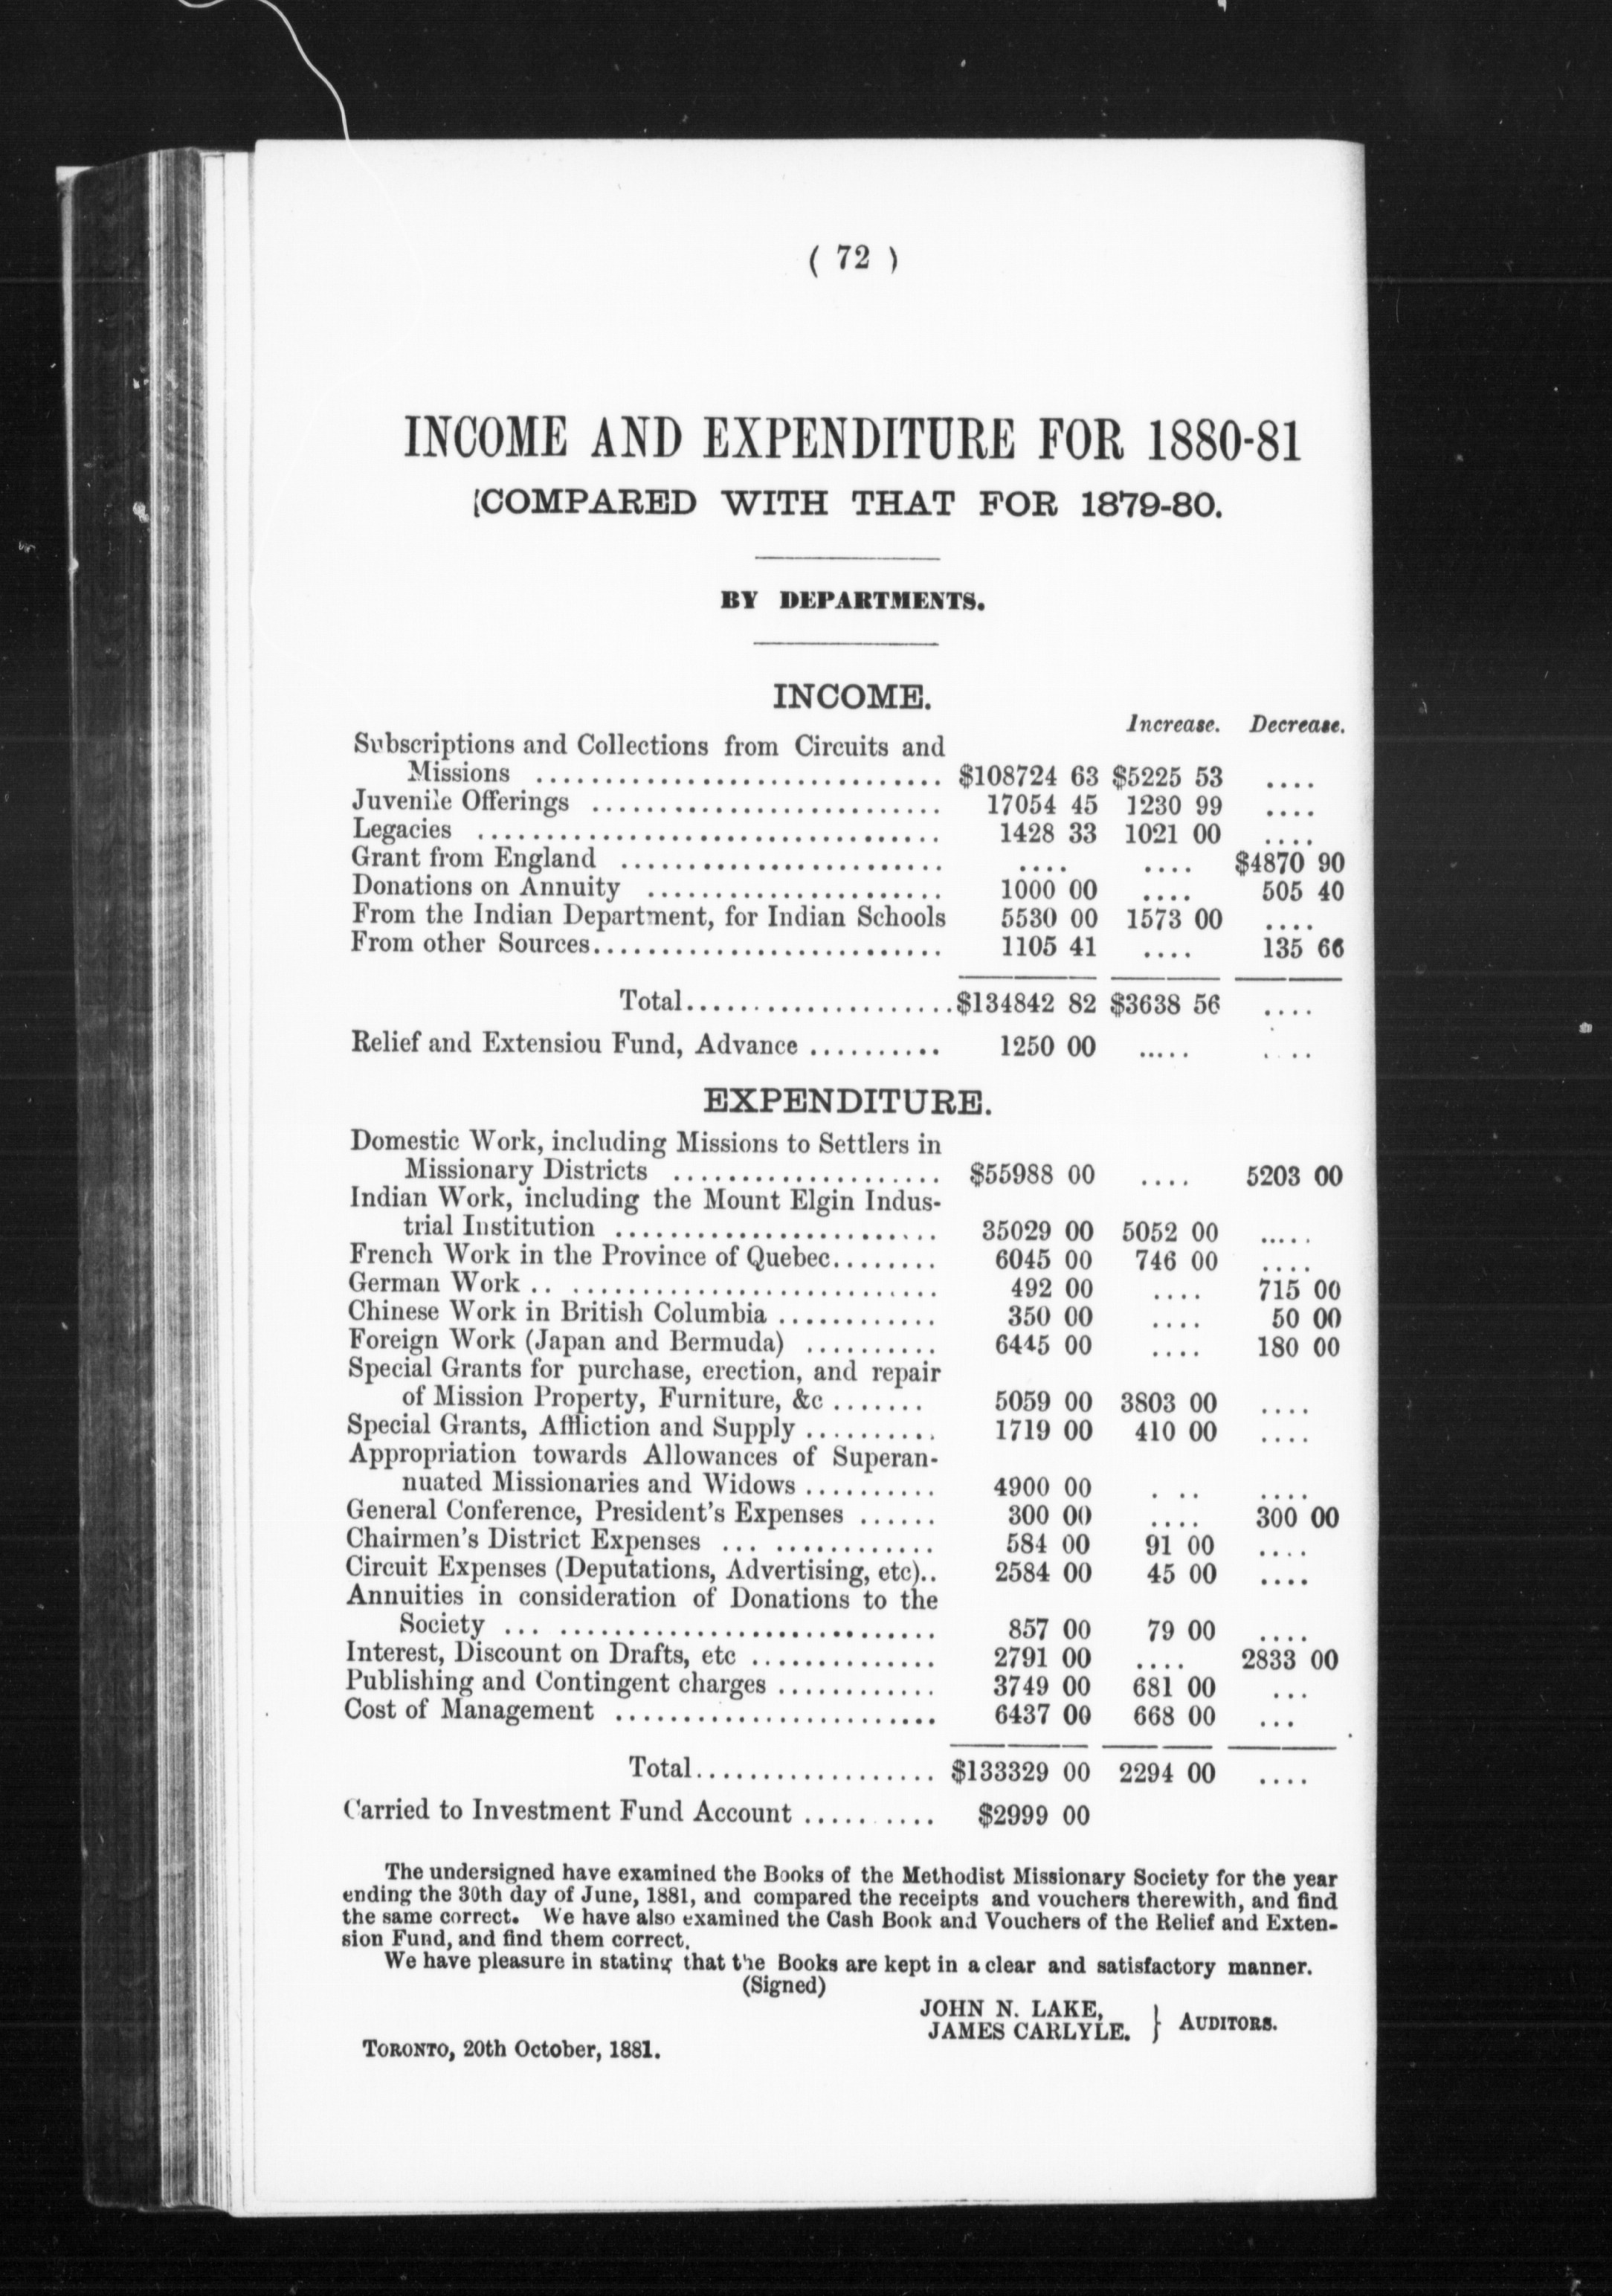 ( 72 )
INCOME AND EXPENDITURE FOR 1880-81
[COMPARED WITH THAT FOR 1879-80.
BY DEPARTMENTS.
INCOME.
Increase. Decrease.
Subscriptions and Collections from Circuits and
Missions .............................. $108724 63 $5225 53 ....
Juvenile Offerings .......................... 17054 45 1230 99 ....
Legacies .................................. 1428 33 1021 00 ....
Grant from England ........................ .... .... $4870 90
Donations on Annuity ...................... 1000 00 .... 505 40
From the Indian Department, for Indian Schools 5530 00 1573 00 ....
From other Sources.......................... 1105 41 .... 135 66
Total....................$134842 82 $3638 56 ....
Relief and Extensiou Fund, Advance .......... 1250 00 ..... ....
EXPENDITURE.
Domestic Work, including Missions to Settlers in
Missionary Districts .................... $55988 00 .... 5203 00
Indian Work, including the Mount Elgin Indus-
trial Institution ........................ 35029 00 5052 00 .....
French Work in the Province of Quebec........ 6045 00 746 00 ....
German Work .. ........................... 492 00 .... 715 00
Chinese Work in British Columbia ............ 350 00 .... 50 00
Foreign Work (Japan and Bermuda) .......... 6445 00 .... 180 00
Special Grants for purchase, erection, and repair
of Mission Property, Furniture, &c ....... 5059 00 3803 00 ....
Special Grants, Affliction and Supply .......... 1719 00 410 00 ....
Appropriation towards Allowances of Superan-
nuated Missionaries and Widows .......... 4900 00 . .. ....
General Conference, President's Expenses ...... 300 00 .... 300 00
Chairmen's District Expenses ... ............ 584 00 91 00 ....
Circuit Expenses (Deputations, Advertising, etc).. 2584 00 45 00 ....
Annuities in consideration of Donations to the
Society ... ............................ 857 00 79 00 ....
Interest, Discount on Drafts, etc .............. 2791 00 .... 2833 00
Publishing and Contingent charges ............ 3749 00 681 00 ...
Cost of Management ........................ 6437 00 668 00 ...
Total.................. $133329 00 2294 00 ....
Carried to Investment Fund Account .......... $2999 00
The undersigned have examined the Books of the Methodist Missionary Society for the year
ending the 30th day of June, 1881, and compared the receipts and vouchers therewith, and find
the same correct. We have also examined the Cash Book and Vouchers of the Relief and Exten-
sion Fund, and find them correct.
We have pleasure in stating that the Books are kept in a clear and satisfactory manner.
(Signed)
JOHN N. LAKE,
JAMES CARLYLE. } AUDITORS.
TORONTO, 20th October, 1881.